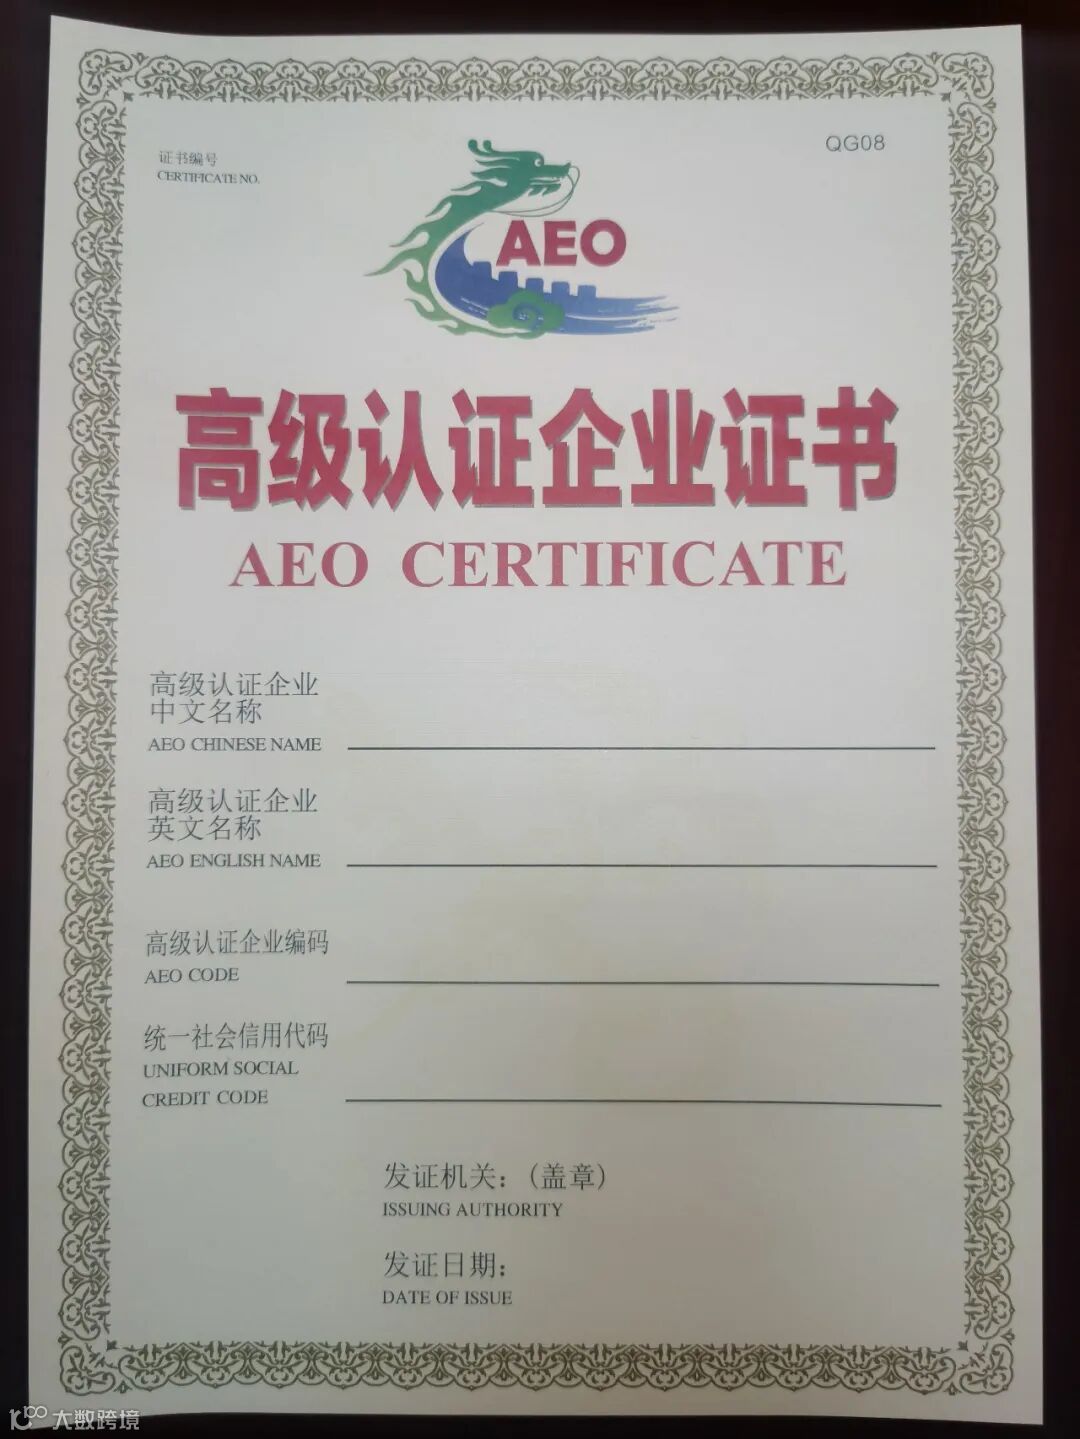 证书编号
CERTIFICATE NO.
QG08
AEO
高级认证企业证书
AEO CERTIFICATE
高级认证企业
中文名称
AEO CHINESE NAME
高级认证企业
英文名称
AEO ENGLISH NAME
高级认证企业编码
AEO CODE
统一社会信用代码
UNIFORM SOCIAL
CREDIT CODE
发证机关：（盖章）
ISSUING AUTHORITY
发证日期：
DATE OF ISSUE
大数跨境